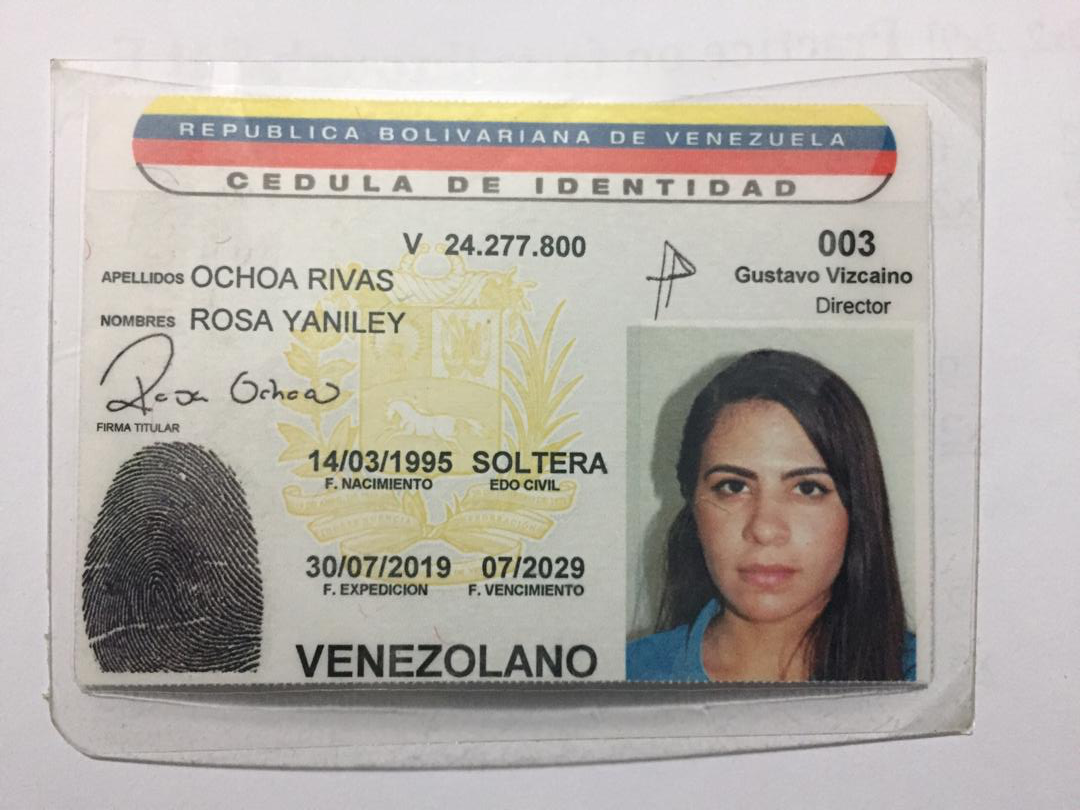 REPUBLICA BOLIVARIANA DE VENEZUELA
CEDULA DE IDENTIDAD
V 24.277.800
003
Gustavo Vizcaino
Director
APELLIDOS OCHOA RIVAS
NOMBRES ROSA YANILEY
Rosa Ochoa
FIRMA TITULAR
14/03/1995 SOLTERA
F. NACIMIENTO EDO CIVIL
30/07/2019 07/2029
F. EXPEDICION F. VENCIMIENTO
VENEZOLANO